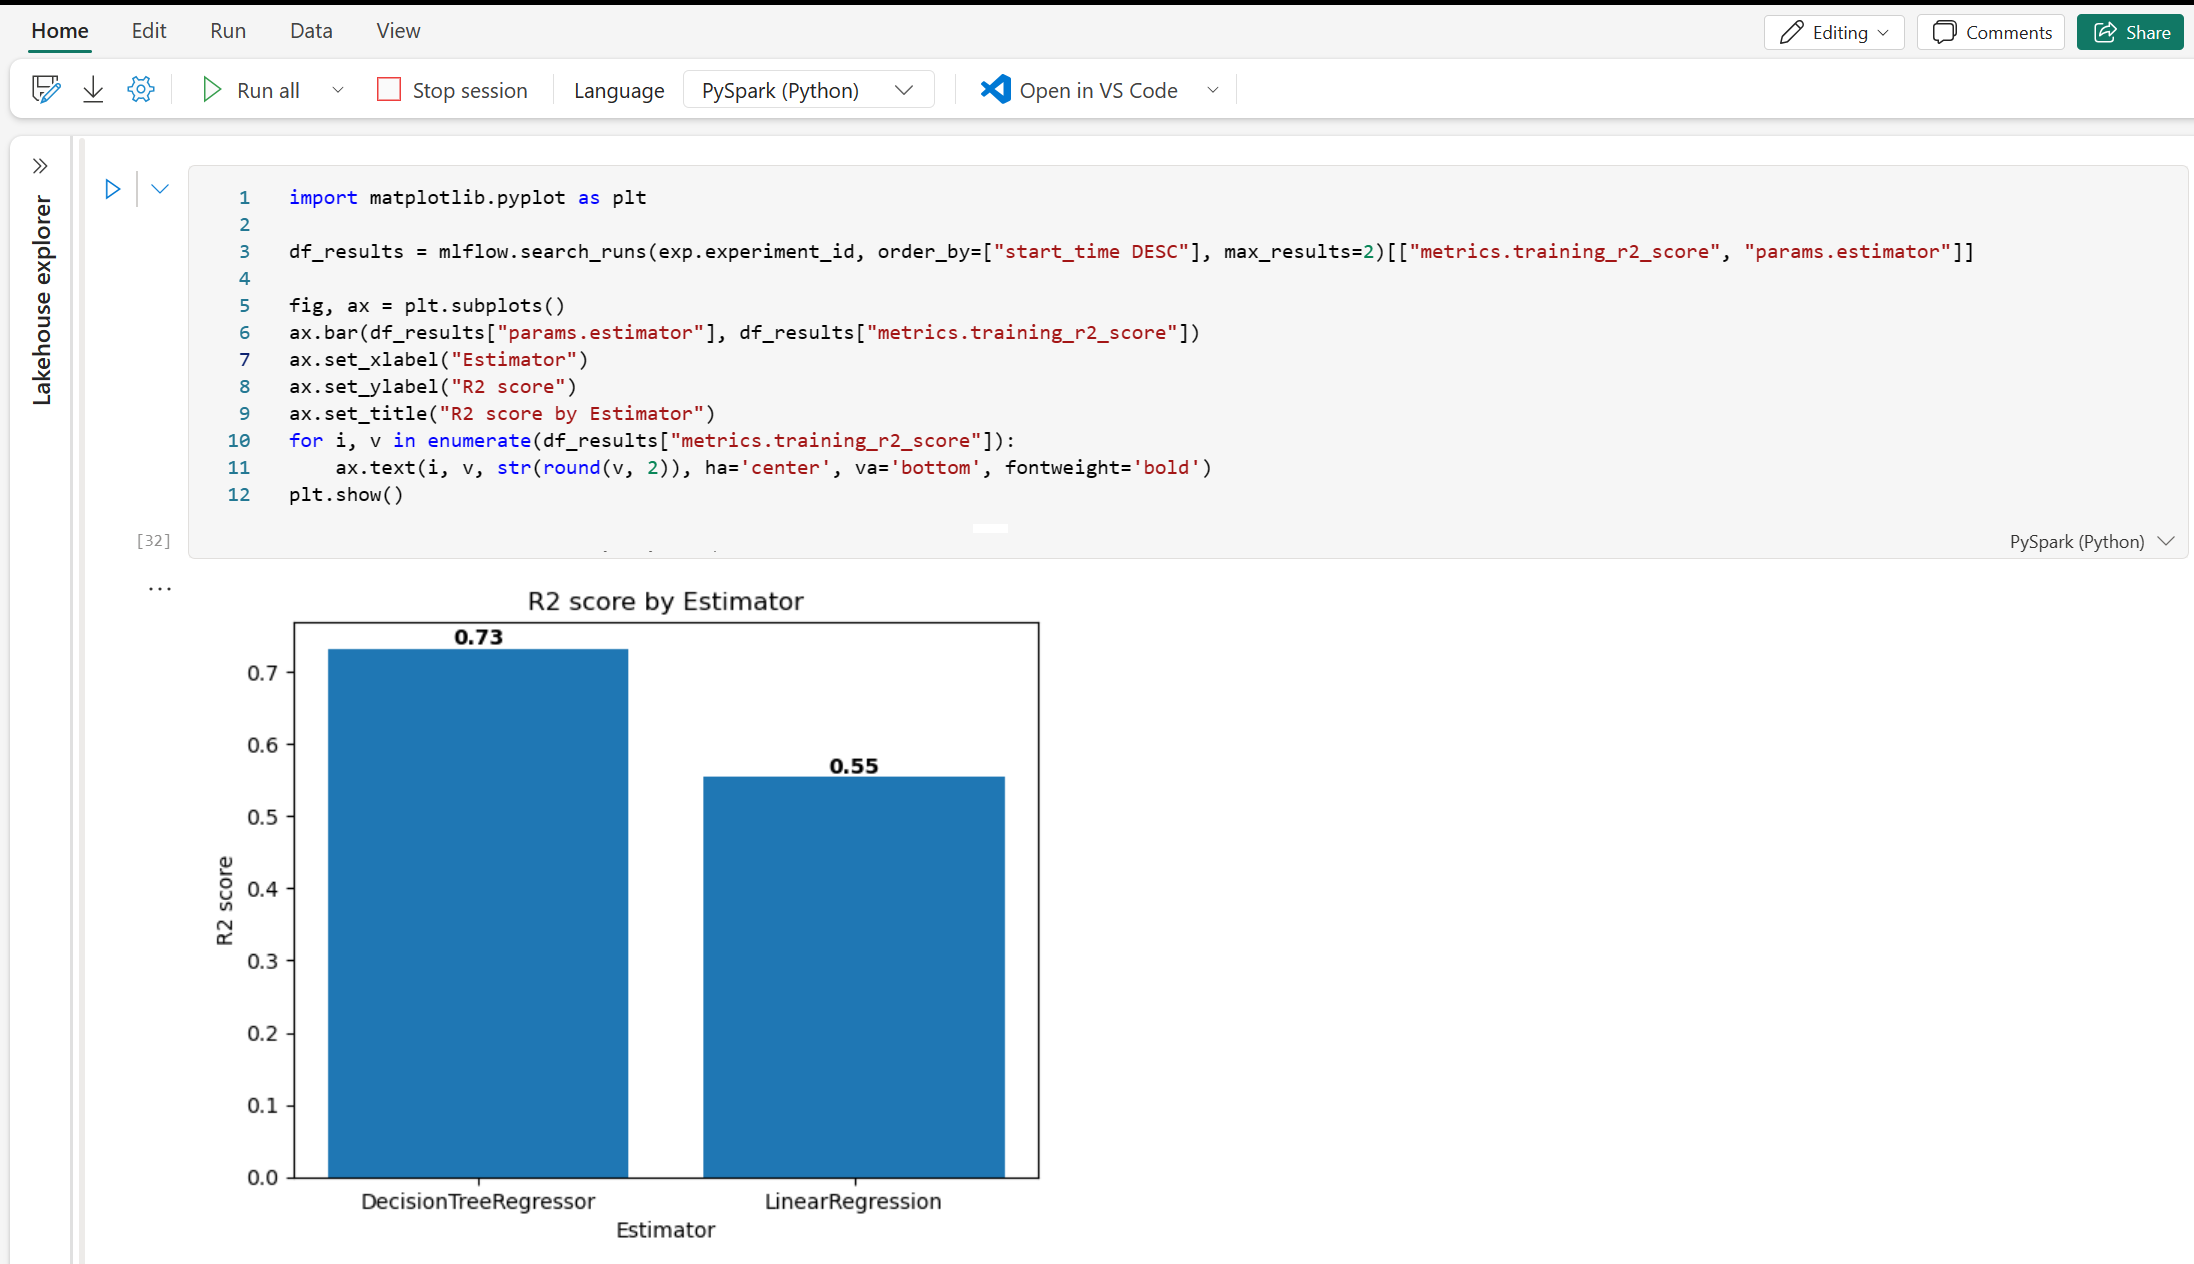 Home Edit Run Data View Editing Comments Share
Run all Stop session Language PySpark (Python) Open in VS Code
Lakehouse explorer
1 import matplotlib.pyplot as plt
2
3 df_results = mlflow.search_runs(exp.experiment_id, order_by=["start_time DESC"], max_results=2)[["metrics.training_r2_score", "params.estimator"]]
4
5 fig, ax = plt.subplots()
6 ax.bar(df_results["params.estimator"], df_results["metrics.training_r2_score"])
7 ax.set_xlabel("Estimator")
8 ax.set_ylabel("R2 score")
9 ax.set_title("R2 score by Estimator")
10 for i, v in enumerate(df_results["metrics.training_r2_score"]):
11     ax.text(i, v, str(round(v, 2)), ha='center', va='bottom', fontweight='bold')
12 plt.show()
[32]
PySpark (Python)
...
R2 score by Estimator
0.73
0.55
0.7
0.6
0.5
0.4
0.3
0.2
0.1
0.0
R2 score
DecisionTreeRegressor LinearRegression
Estimator